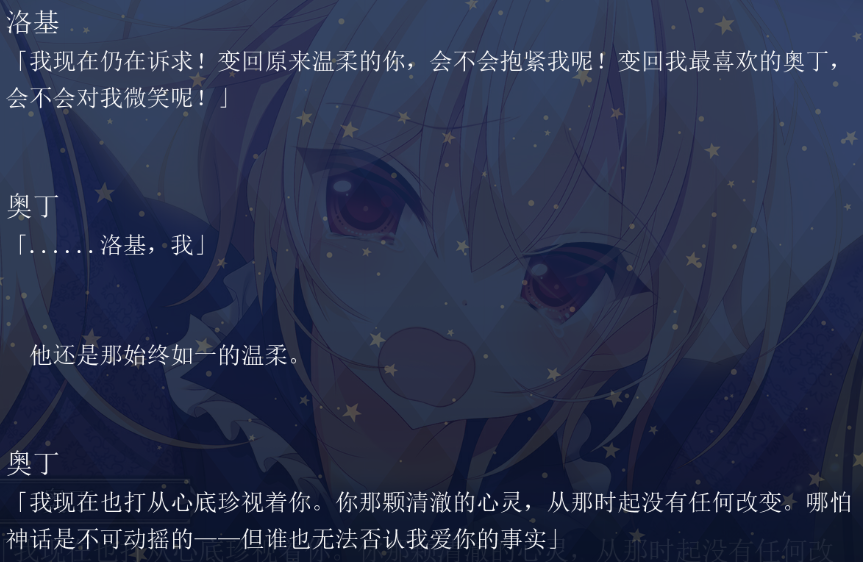 洛基
「我现在仍在诉求！变回原来温柔的你，会不会抱紧我呢！变回我最喜欢的奥丁，
会不会对我微笑呢！」
奥丁
「......洛基，我」
他还是那始终如一的温柔。
奥丁
「我现在也打从心底珍视着你。你那颗清澈的心灵，从那时起没有任何改变。哪怕
神话是不可动摇的——但谁也无法否认我爱你的事实」